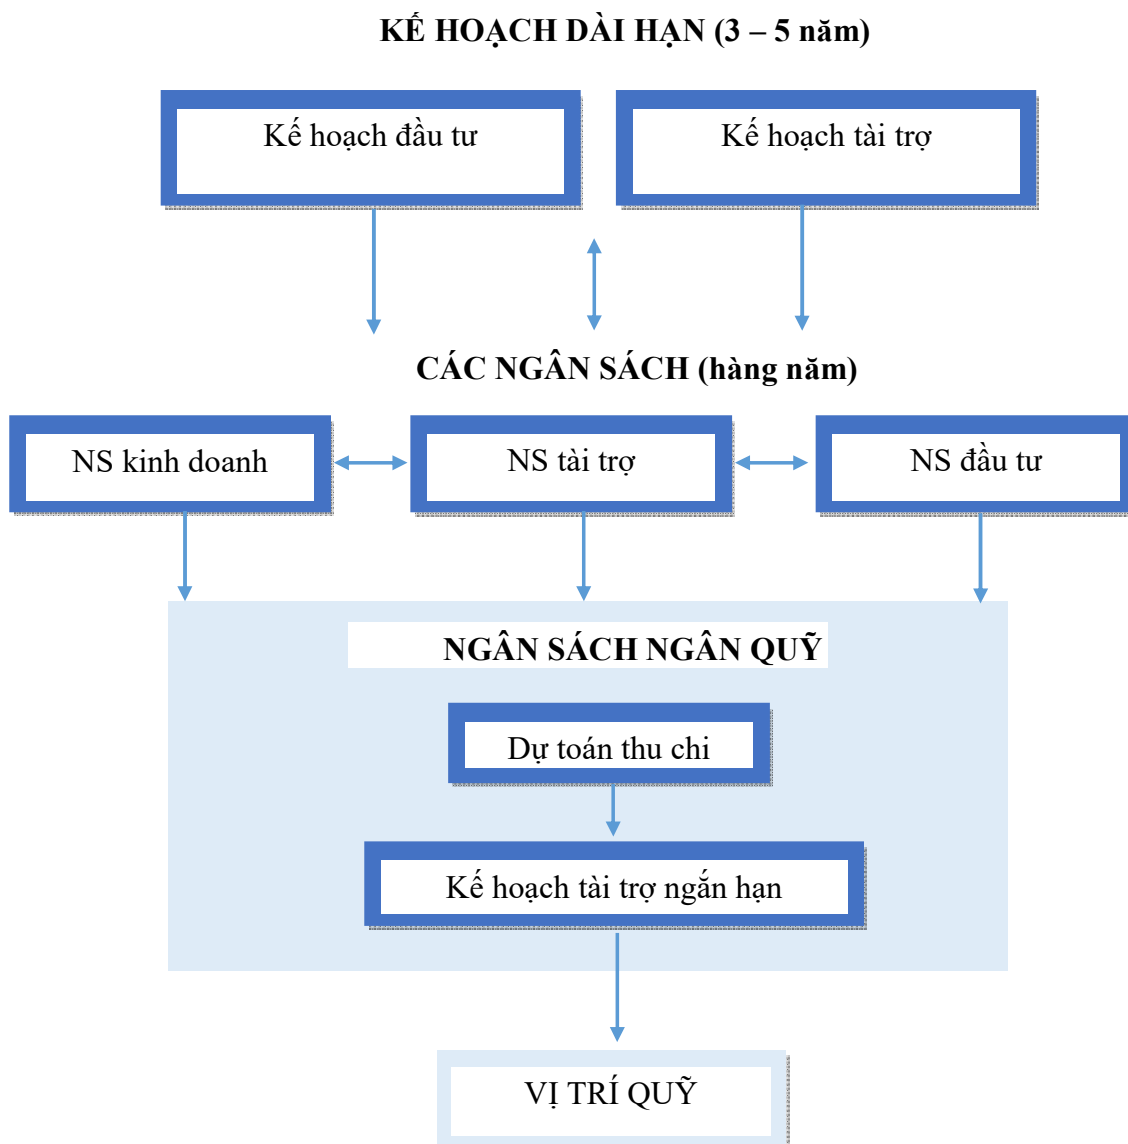 KẾ HOẠCH DÀI HẠN (3 – 5 năm)
Kế hoạch đầu tư
Kế hoạch tài trợ
CÁC NGÂN SÁCH (hàng năm)
NS kinh doanh
NS tài trợ
NS đầu tư
NGÂN SÁCH NGÂN QUỸ
Dự toán thu chi
Kế hoạch tài trợ ngắn hạn
VỊ TRÍ QUỸ